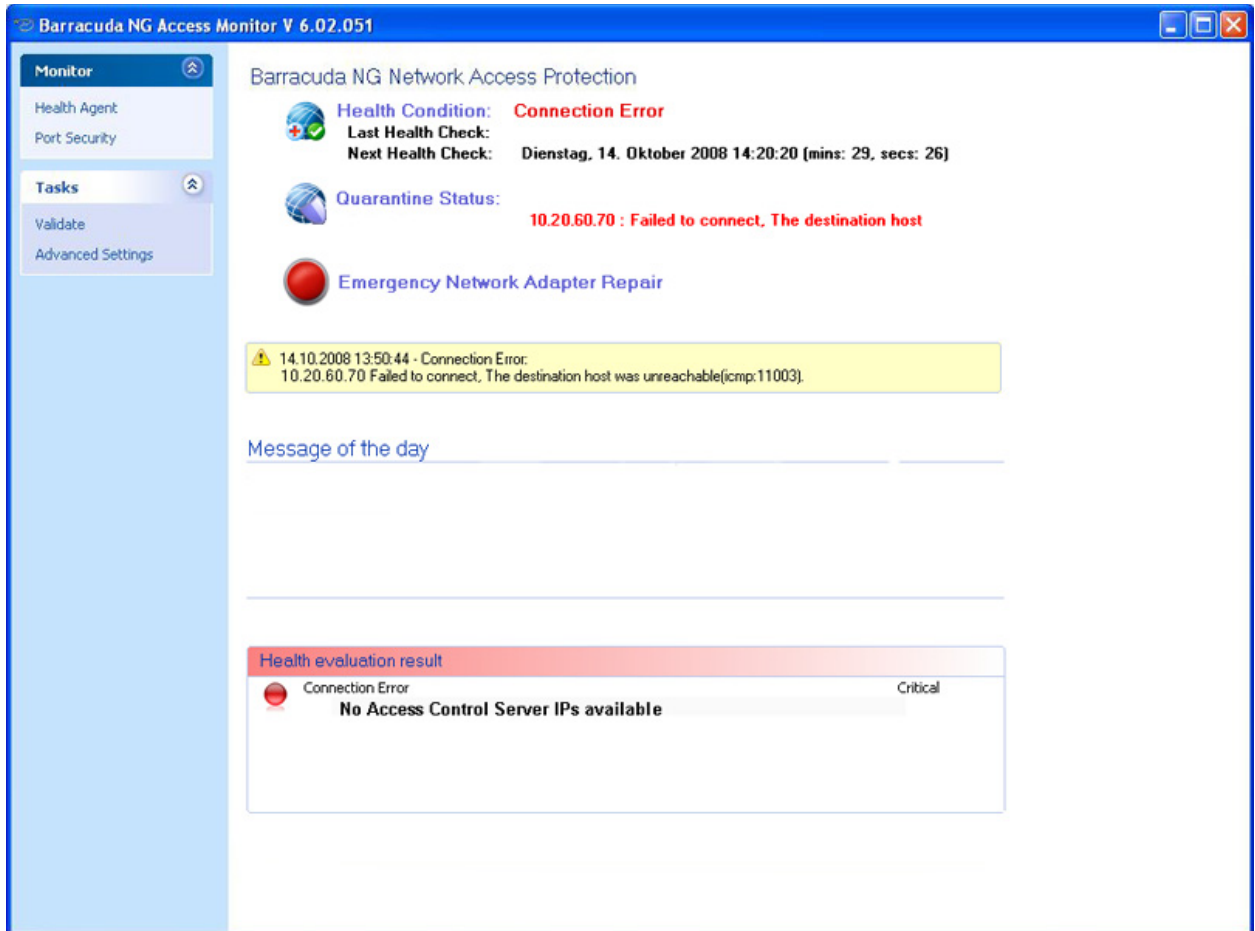 Barracuda NG Access Monitor V 6.02.051
Monitor
Health Agent
Port Security
Tasks
Validate
Advanced Settings
Barracuda NG Network Access Protection
Health Condition: Connection Error
Last Health Check:
Next Health Check: Dienstag, 14. Oktober 2008 14:20:20 (mins: 29, secs: 26)
Quarantine Status:
10.20.60.70 : Failed to connect, The destination host
Emergency Network Adapter Repair
14.10.2008 13:50:44 - Connection Error:
10.20.60.70 Failed to connect, The destination host was unreachable(icmp:11003).
Message of the day
Health evaluation result
Connection Error Critical
No Access Control Server IPs available